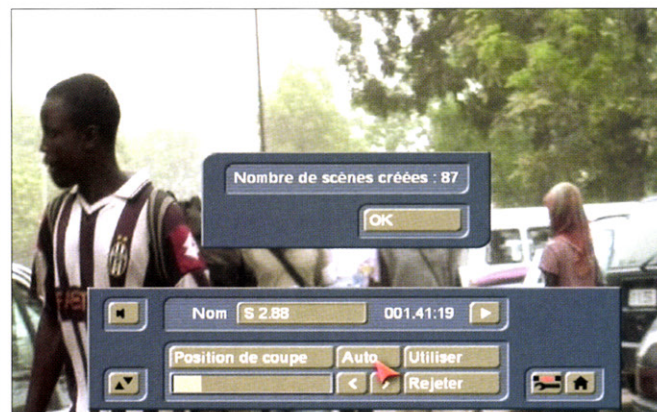 Nombre de scènes créées : 87
OK
Nom S 2.88 001.41:19
Position de coupe Auto Utiliser
< > Rejeter